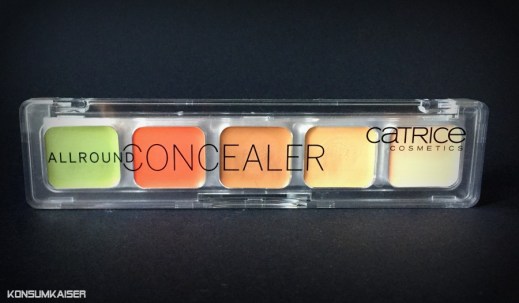 ALLROUND CONCEALER
CATRICE
COSMETICS
KONSUMKAISER